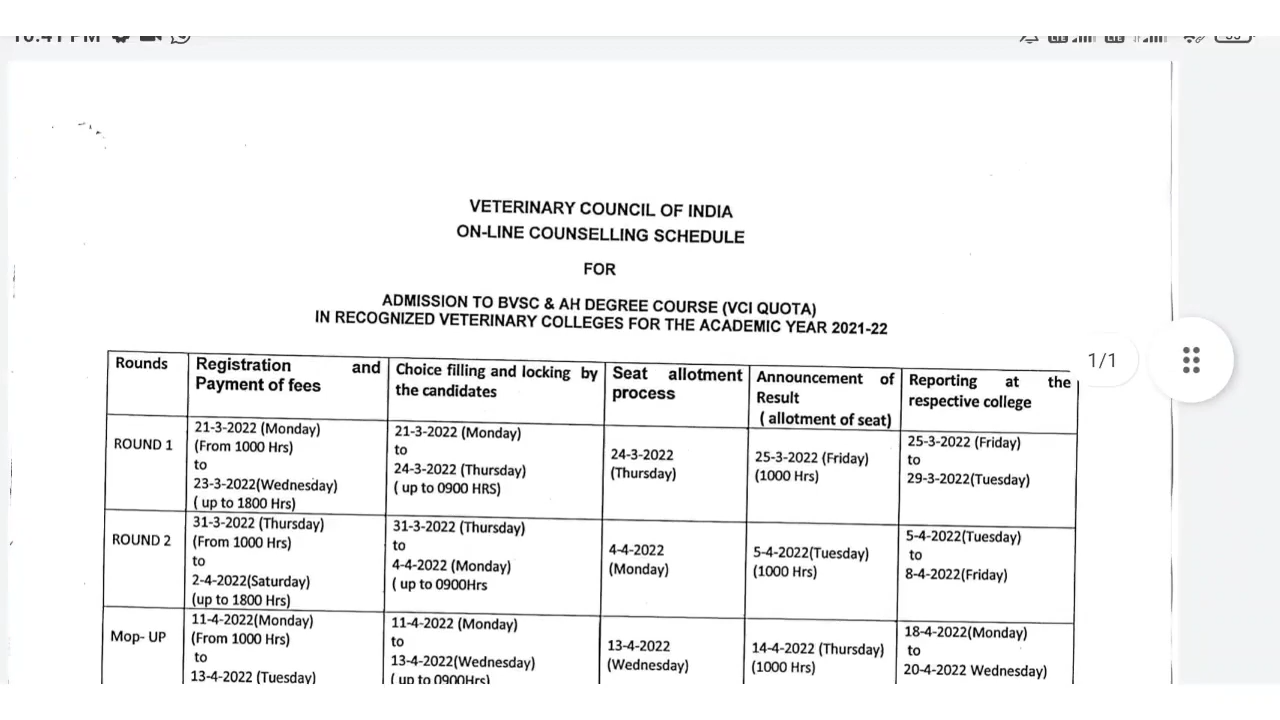 10:41 PM
VETERINARY COUNCIL OF INDIA
ON-LINE COUNSELLING SCHEDULE
FOR
ADMISSION TO BVSC & AH DEGREE COURSE (VCI QUOTA)
IN RECOGNIZED VETERINARY COLLEGES FOR THE ACADEMIC YEAR 2021-22
1/1
Rounds
Registration and
Payment of fees
Choice filling and locking by
the candidates
Seat allotment
process
Announcement of
Result
( allotment of seat)
Reporting at the
respective college
ROUND 1
21-3-2022 (Monday)
(From 1000 Hrs)
to
23-3-2022(Wednesday)
( up to 1800 Hrs)
21-3-2022 (Monday)
to
24-3-2022 (Thursday)
( up to 0900 HRS)
24-3-2022
(Thursday)
25-3-2022 (Friday)
(1000 Hrs)
25-3-2022 (Friday)
to
29-3-2022(Tuesday)
ROUND 2
31-3-2022 (Thursday)
(From 1000 Hrs)
to
2-4-2022(Saturday)
(up to 1800 Hrs)
31-3-2022 (Thursday)
to
4-4-2022 (Monday)
( up to 0900Hrs
4-4-2022
(Monday)
5-4-2022(Tuesday)
(1000 Hrs)
5-4-2022(Tuesday)
to
8-4-2022(Friday)
Mop- UP
11-4-2022(Monday)
(From 1000 Hrs)
to
13-4-2022 (Tuesday)
11-4-2022 (Monday)
to
13-4-2022(Wednesday)
( up to 0900Hrs)
13-4-2022
(Wednesday)
14-4-2022 (Thursday)
(1000 Hrs)
18-4-2022(Monday)
to
20-4-2022 Wednesday)